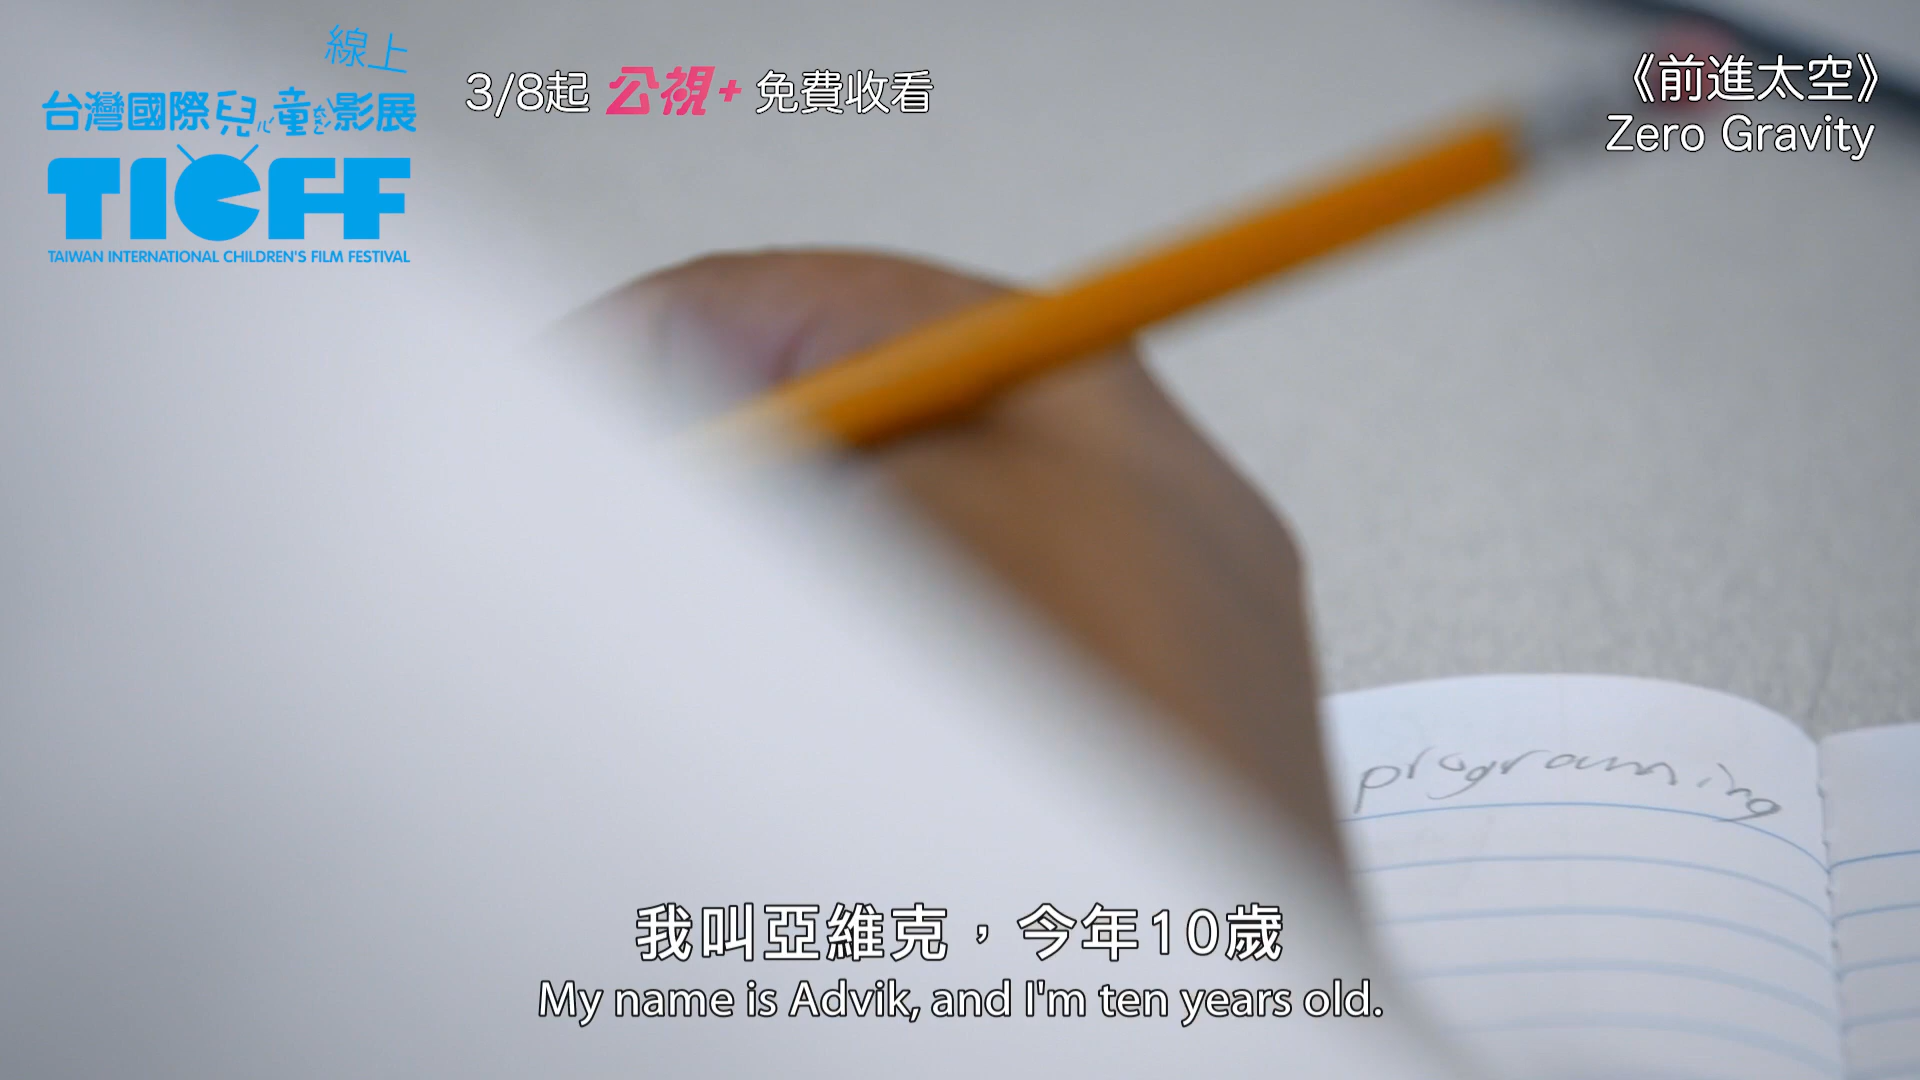 線上
台灣國際兒童影展
TICFF
TAIWAN INTERNATIONAL CHILDREN'S FILM FESTIVAL
3/8起 公視+ 免費收看
《前進太空》
Zero Gravity
programing
我叫亞維克，今年10歲
My name is Advik, and I'm ten years old.